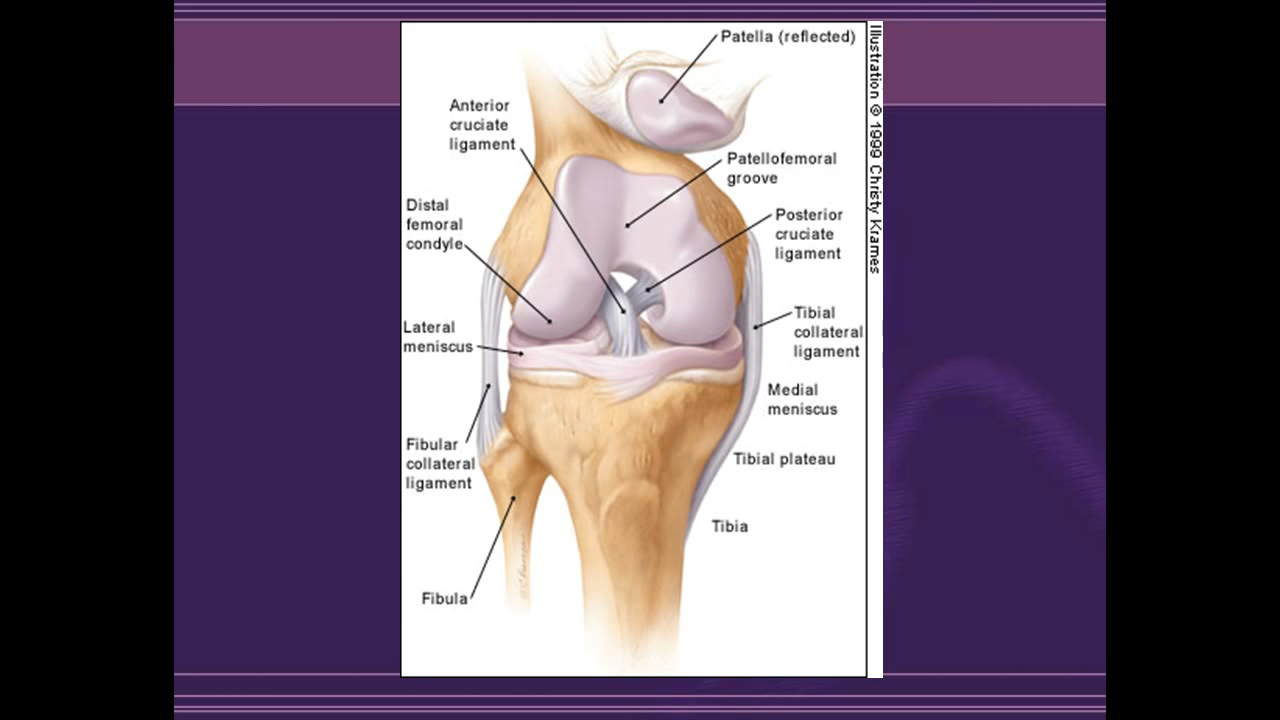 Patella (reflected)
Anterior
cruciate
ligament
Patellofemoral
groove
Distal
femoral
condyle
Posterior
cruciate
ligament
Tibial
collateral
ligament
Lateral
meniscus
Medial
meniscus
Fibular
collateral
ligament
Tibial plateau
Tibia
Fibula
Illustration © 1999 Christy Krames